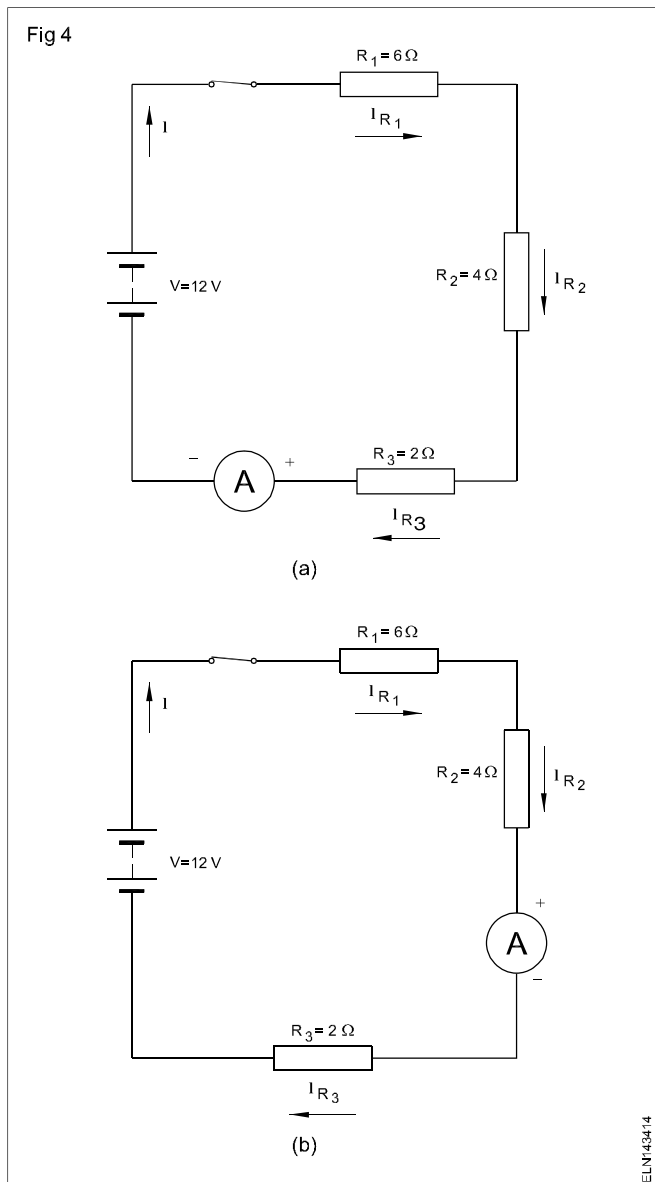 Fig 4
R1 = 6 Ω
I
IR1
R2 = 4 Ω
IR2
V=12 V
− + R3 = 2 Ω
A
IR3
(a)
R1 = 6 Ω
I
IR1
R2 = 4 Ω
IR2
V=12 V
+
A
−
R3 = 2 Ω
IR3
(b)
ELN143414